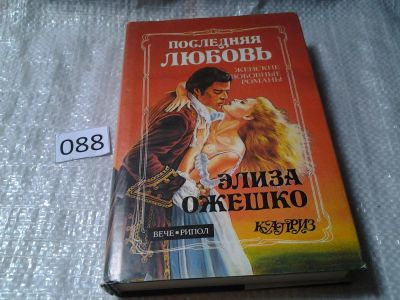 ПОСЛЕДНЯЯ
ЛЮБОВЬ
ЖЕНСКИЕ
ЛЮБОВНЫЕ
РОМАНЫ
088
ЭЛИЗА
ОЖЕШКО
ВЕЧЕ • РИПОЛ
КАПРИЗ